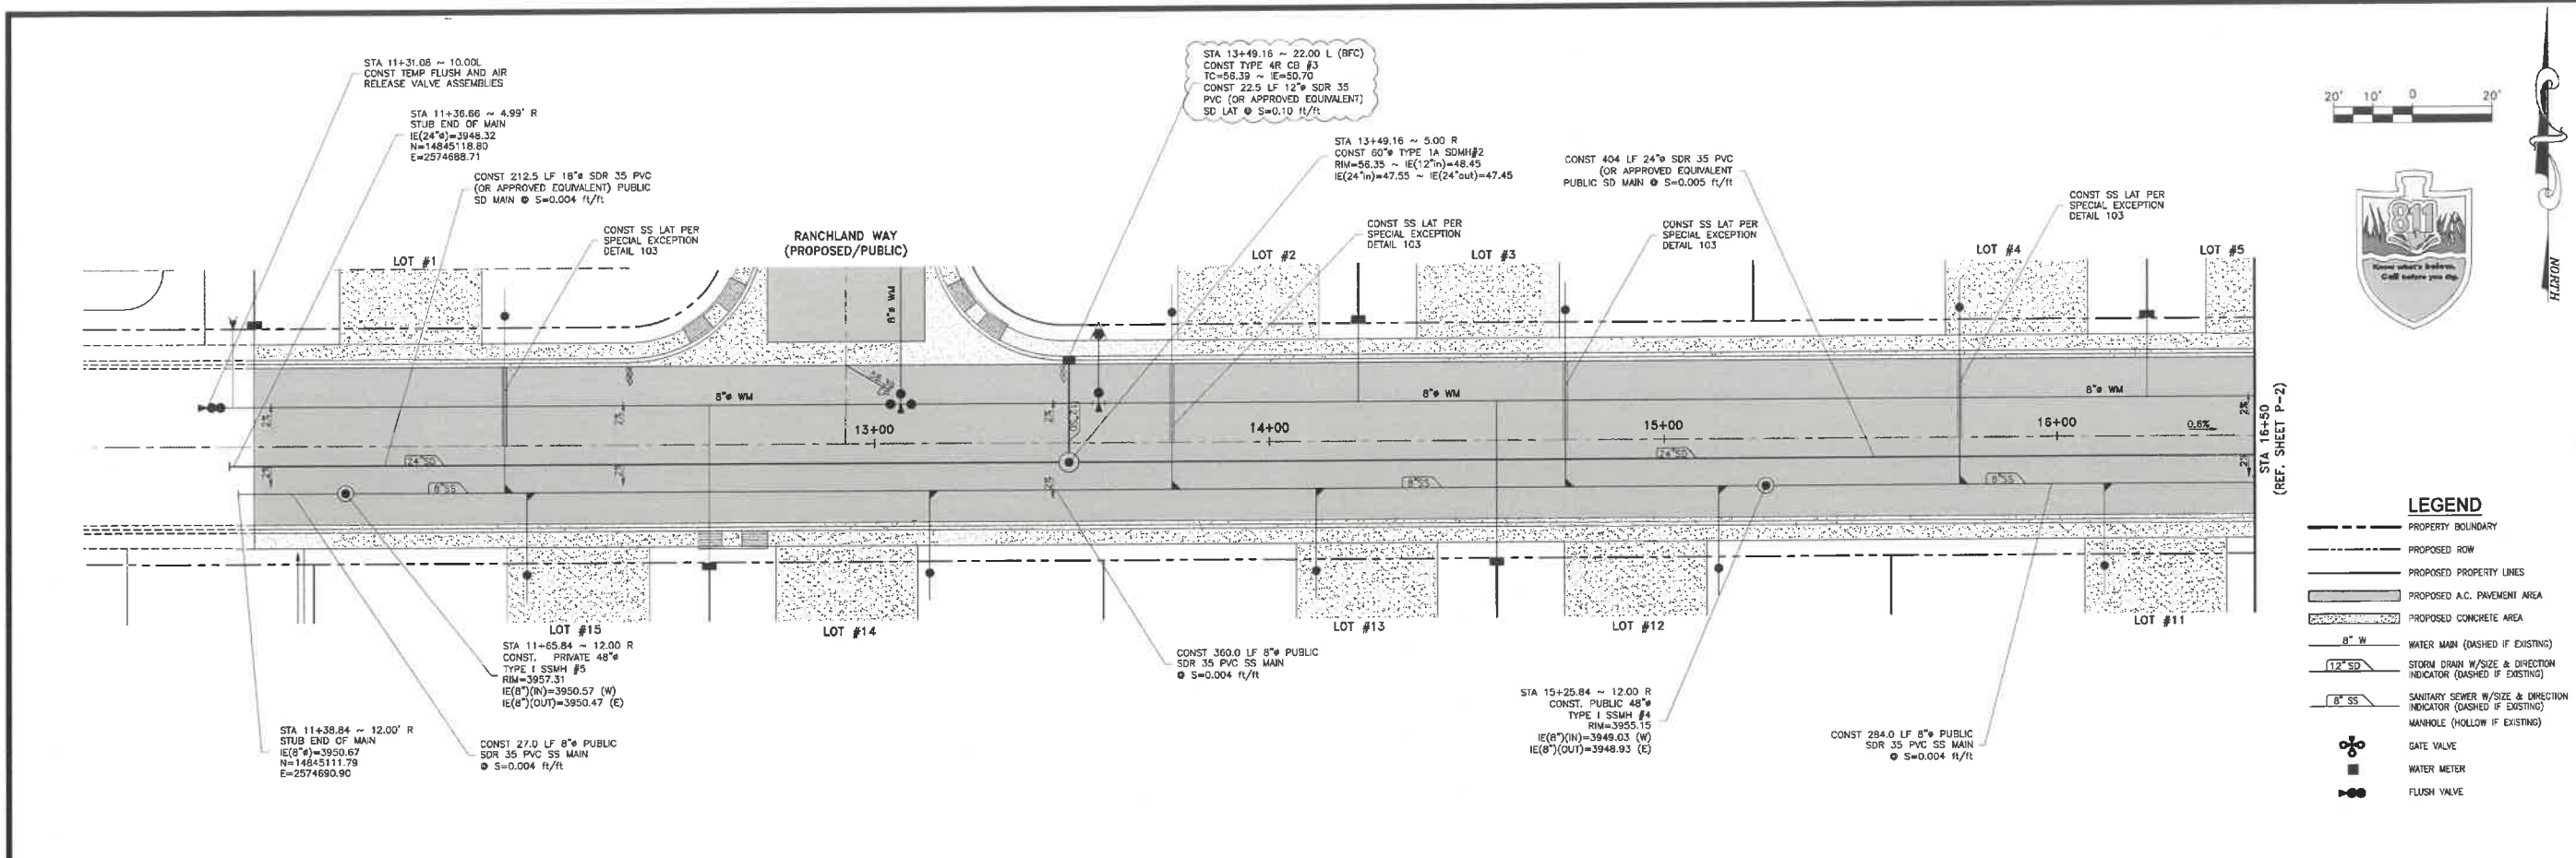 STA 11+31.08 ~ 10.00L
CONST TEMP FLUSH AND AIR
RELEASE VALVE ASSEMBLIES
STA 11+36.66 ~ 4.99' R
STUB END OF MAIN
IE(24"ø)=3948.32
N=14845118.80
E=2574688.71
CONST 212.5 LF 18"ø SDR 35 PVC
(OR APPROVED EQUIVALENT) PUBLIC
SD MAIN @ S=0.004 ft/ft
CONST SS LAT PER
SPECIAL EXCEPTION
DETAIL 103
RANCHLAND WAY
(PROPOSED/PUBLIC)
STA 13+49.16 ~ 22.00 L (BFC)
CONST TYPE 4R CB #3
TC=56.39 ~ IE=50.70
CONST 22.5 LF 12"ø SDR 35
PVC (OR APPROVED EQUIVALENT)
SD LAT @ S=0.10 ft/ft
STA 13+49.16 ~ 5.00 R
CONST 60"ø TYPE 1A SDMH#2
RIM=56.35 ~ IE(12"in)=48.45
IE(24"in)=47.55 ~ IE(24"out)=47.45
CONST SS LAT PER
SPECIAL EXCEPTION
DETAIL 103
CONST 404 LF 24"ø SDR 35 PVC
(OR APPROVED EQUIVALENT
PUBLIC SD MAIN @ S=0.005 ft/ft
CONST SS LAT PER
SPECIAL EXCEPTION
DETAIL 103
CONST SS LAT PER
SPECIAL EXCEPTION
DETAIL 103
20' 10' 0 20'
NORTH
811
Know what's below.
Call before you dig.
LOT #1
LOT #2
LOT #3
LOT #4
LOT #5
8"ø WM
8"ø WM
8"ø WM
8"ø WM
2%
2%
2%
2%
12"SD
13+00
14+00
15+00
16+00
0.6%
24"SD
24"SD
2%
2%
2%
2%
8"SS
8"SS
8"SS
STA 16+50
(REF. SHEET P-2)
LOT #15
LOT #14
LOT #13
LOT #12
LOT #11
STA 11+65.84 ~ 12.00 R
CONST. PRIVATE 48"ø
TYPE I SSMH #5
RIM=3957.31
IE(8")(IN)=3950.57 (W)
IE(8")(OUT)=3950.47 (E)
STA 11+38.84 ~ 12.00' R
STUB END OF MAIN
IE(8"ø)=3950.67
N=14845111.79
E=2574690.90
CONST 27.0 LF 8"ø PUBLIC
SDR 35 PVC SS MAIN
@ S=0.004 ft/ft
CONST 360.0 LF 8"ø PUBLIC
SDR 35 PVC SS MAIN
@ S=0.004 ft/ft
STA 15+25.84 ~ 12.00 R
CONST. PUBLIC 48"ø
TYPE I SSMH #4
RIM=3955.15
IE(8")(IN)=3949.03 (W)
IE(8")(OUT)=3948.93 (E)
CONST 284.0 LF 8"ø PUBLIC
SDR 35 PVC SS MAIN
@ S=0.004 ft/ft
LEGEND
PROPERTY BOUNDARY
PROPOSED ROW
PROPOSED PROPERTY LINES
PROPOSED A.C. PAVEMENT AREA
PROPOSED CONCRETE AREA
8" W WATER MAIN (DASHED IF EXISTING)
12" SD STORM DRAIN W/SIZE & DIRECTION
INDICATOR (DASHED IF EXISTING)
8" SS SANITARY SEWER W/SIZE & DIRECTION
INDICATOR (DASHED IF EXISTING)
MANHOLE (HOLLOW IF EXISTING)
GATE VALVE
WATER METER
FLUSH VALVE